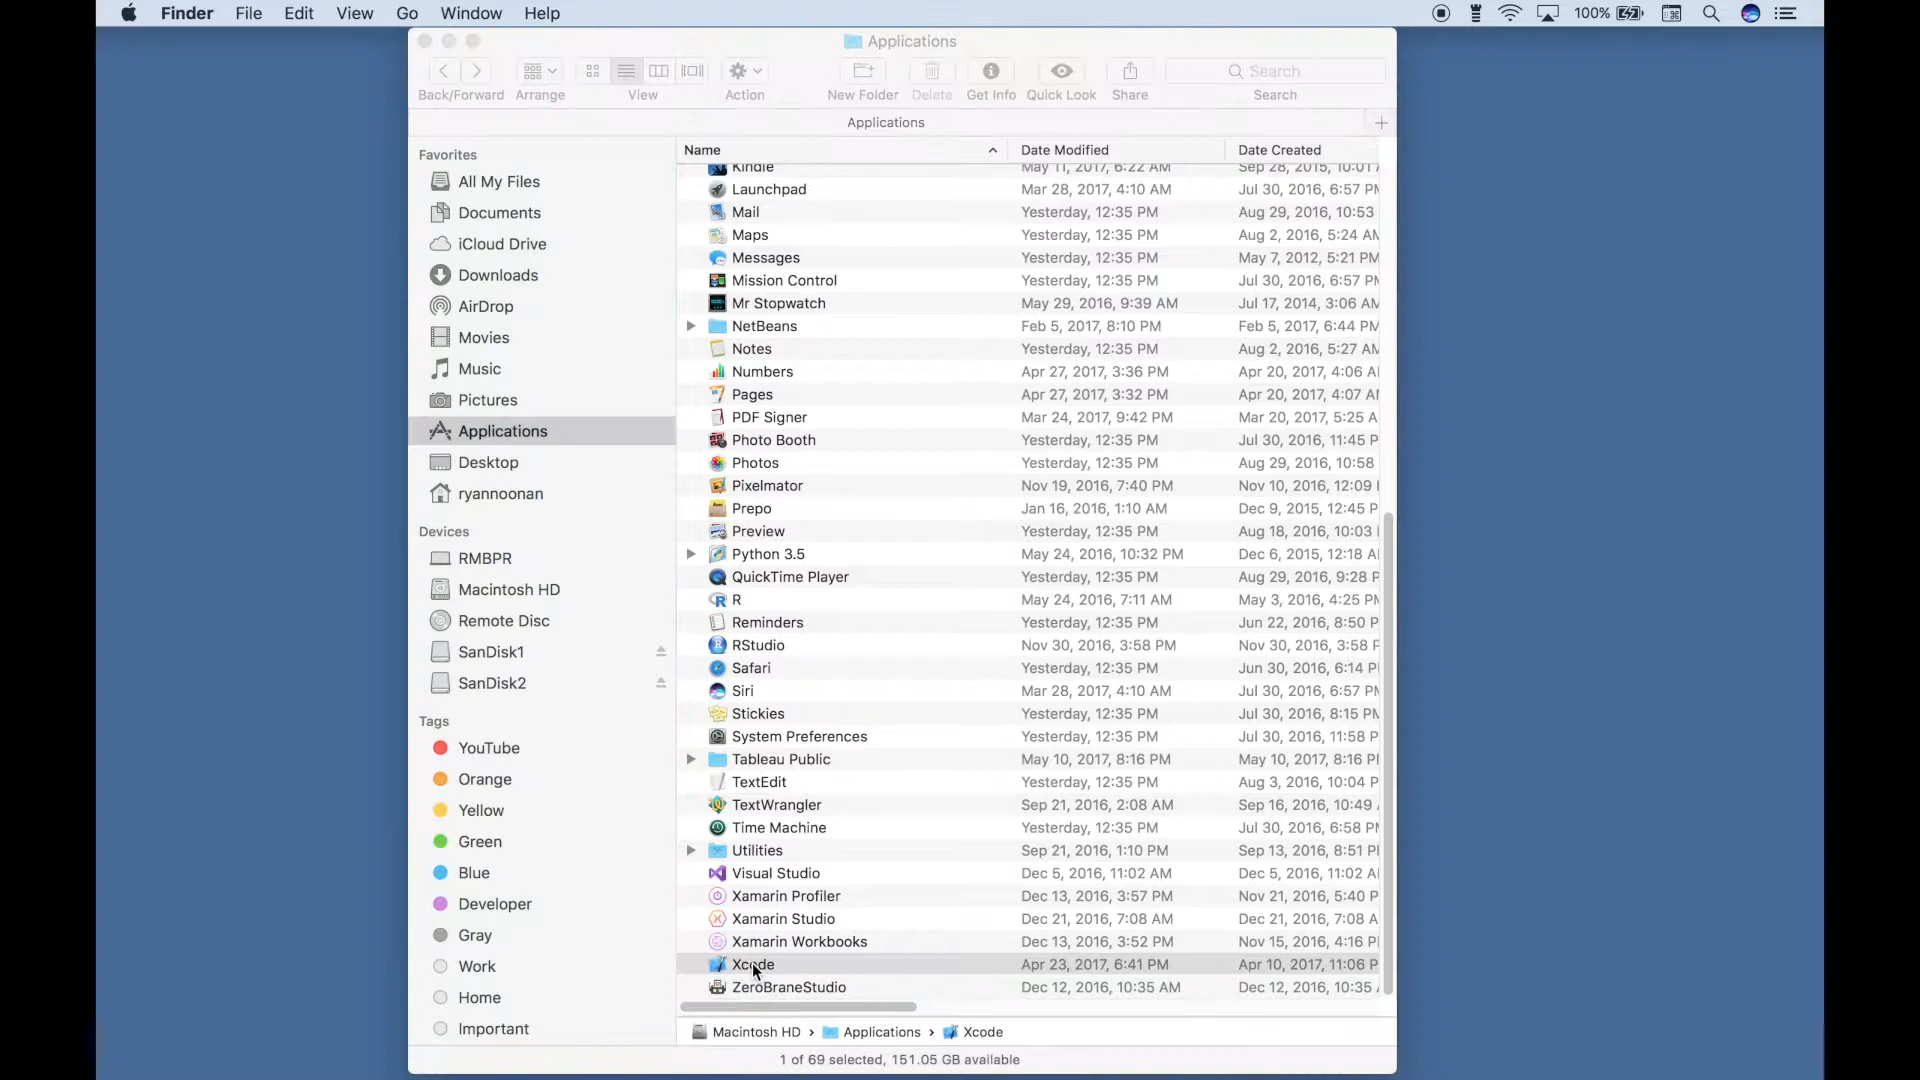 Finder File Edit View Go Window Help 100%
Applications
Search
Back/Forward Arrange View Action New Folder Delete Get Info Quick Look Share Search
Applications
Favorites
All My Files
Documents
iCloud Drive
Downloads
AirDrop
Movies
Music
Pictures
Applications
Desktop
ryannoonan
Devices
RMBPR
Macintosh HD
Remote Disc
SanDisk1
SanDisk2
Tags
YouTube
Orange
Yellow
Green
Blue
Developer
Gray
Work
Home
Important
Name Date Modified Date Created
Kindle May 11, 2017, 6:22 AM Sep 28, 2015, 10:01
Launchpad Mar 28, 2017, 4:10 AM Jul 30, 2016, 6:57 PM
Mail Yesterday, 12:35 PM Aug 29, 2016, 10:53
Maps Yesterday, 12:35 PM Aug 2, 2016, 5:24 AM
Messages Yesterday, 12:35 PM May 7, 2012, 5:21 PM
Mission Control Yesterday, 12:35 PM Jul 30, 2016, 6:57 PM
Mr Stopwatch May 29, 2016, 9:39 AM Jul 17, 2014, 3:06 AM
NetBeans Feb 5, 2017, 8:10 PM Feb 5, 2017, 6:44 PM
Notes Yesterday, 12:35 PM Aug 2, 2016, 5:27 AM
Numbers Apr 27, 2017, 3:36 PM Apr 20, 2017, 4:06 A
Pages Apr 27, 2017, 3:32 PM Apr 20, 2017, 4:07 A
PDF Signer Mar 24, 2017, 9:42 PM Mar 20, 2017, 5:25 A
Photo Booth Yesterday, 12:35 PM Jul 30, 2016, 11:45 P
Photos Yesterday, 12:35 PM Aug 29, 2016, 10:58
Pixelmator Nov 19, 2016, 7:40 PM Nov 10, 2016, 12:09
Prepo Jan 16, 2016, 1:10 AM Dec 9, 2015, 12:45 P
Preview Yesterday, 12:35 PM Aug 18, 2016, 10:03
Python 3.5 May 24, 2016, 10:32 PM Dec 6, 2015, 12:18 A
QuickTime Player Yesterday, 12:35 PM Aug 29, 2016, 9:28 P
R May 24, 2016, 7:11 AM May 3, 2016, 4:25 P
Reminders Yesterday, 12:35 PM Jun 22, 2016, 8:50 P
RStudio Nov 30, 2016, 3:58 PM Nov 30, 2016, 3:58 P
Safari Yesterday, 12:35 PM Jun 30, 2016, 6:14 P
Siri Mar 28, 2017, 4:10 AM Jul 30, 2016, 6:57 PM
Stickies Yesterday, 12:35 PM Jul 30, 2016, 8:15 PM
System Preferences Yesterday, 12:35 PM Jul 30, 2016, 11:58 P
Tableau Public May 10, 2017, 8:16 PM May 10, 2017, 8:16 P
TextEdit Yesterday, 12:35 PM Aug 3, 2016, 10:04 P
TextWrangler Sep 21, 2016, 2:08 AM Sep 16, 2016, 10:49
Time Machine Yesterday, 12:35 PM Jul 30, 2016, 6:58 P
Utilities Sep 21, 2016, 1:10 PM Sep 13, 2016, 8:51 P
Visual Studio Dec 5, 2016, 11:02 AM Dec 5, 2016, 11:02 A
Xamarin Profiler Dec 13, 2016, 3:57 PM Nov 21, 2016, 5:40 P
Xamarin Studio Dec 21, 2016, 7:08 AM Dec 21, 2016, 7:08 A
Xamarin Workbooks Dec 13, 2016, 3:52 PM Nov 15, 2016, 4:16 P
Xcode Apr 23, 2017, 6:41 PM Apr 10, 2017, 11:06 P
ZeroBraneStudio Dec 12, 2016, 10:35 AM Dec 12, 2016, 10:35
Macintosh HD › Applications › Xcode
1 of 69 selected, 151.05 GB available